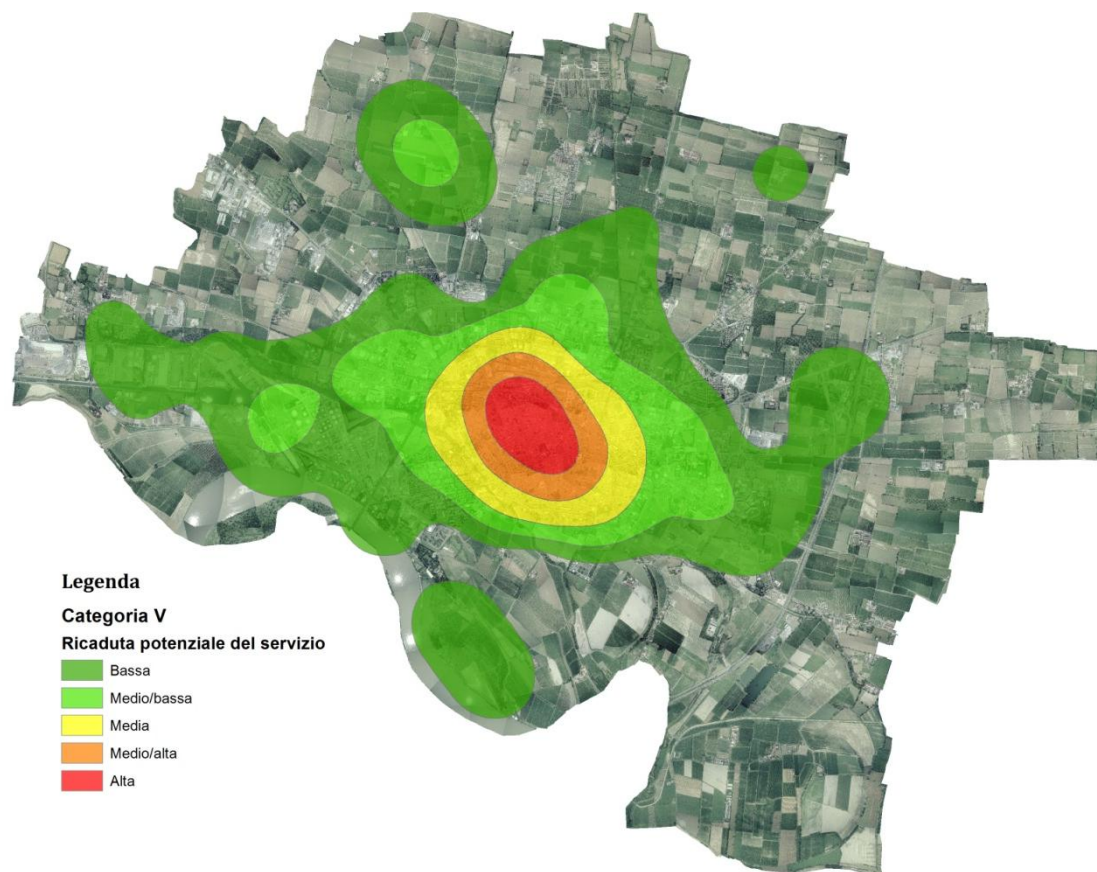 Legenda
Categoria V
Ricaduta potenziale del servizio
Bassa
Medio/bassa
Media
Medio/alta
Alta